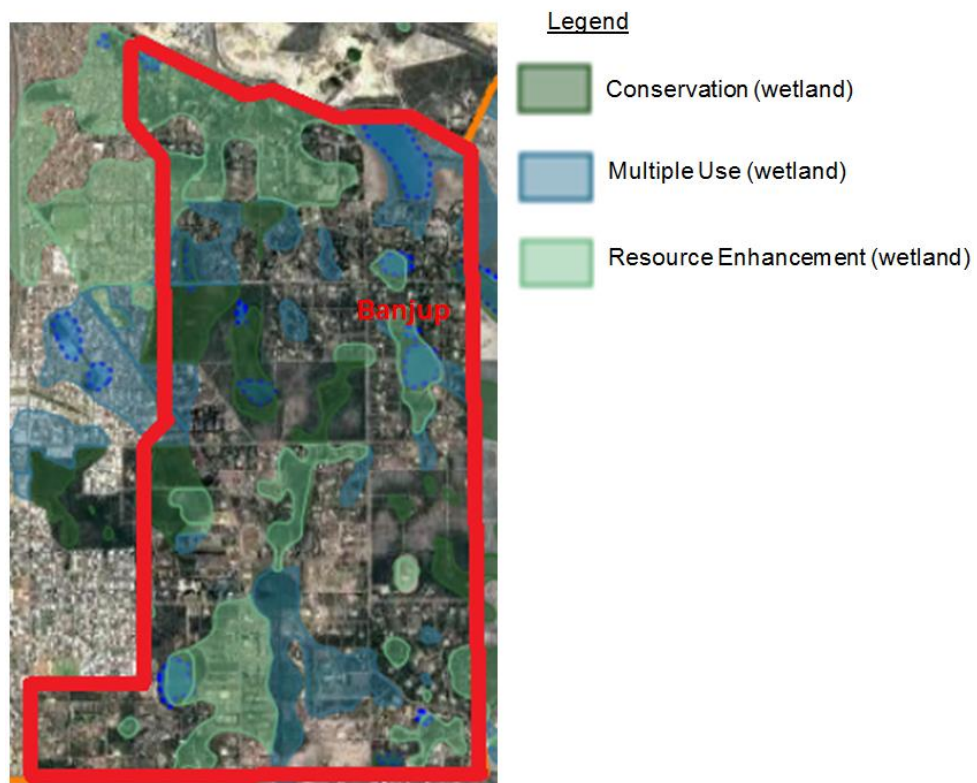 Legend
Conservation (wetland)
Multiple Use (wetland)
Resource Enhancement (wetland)
Banjup